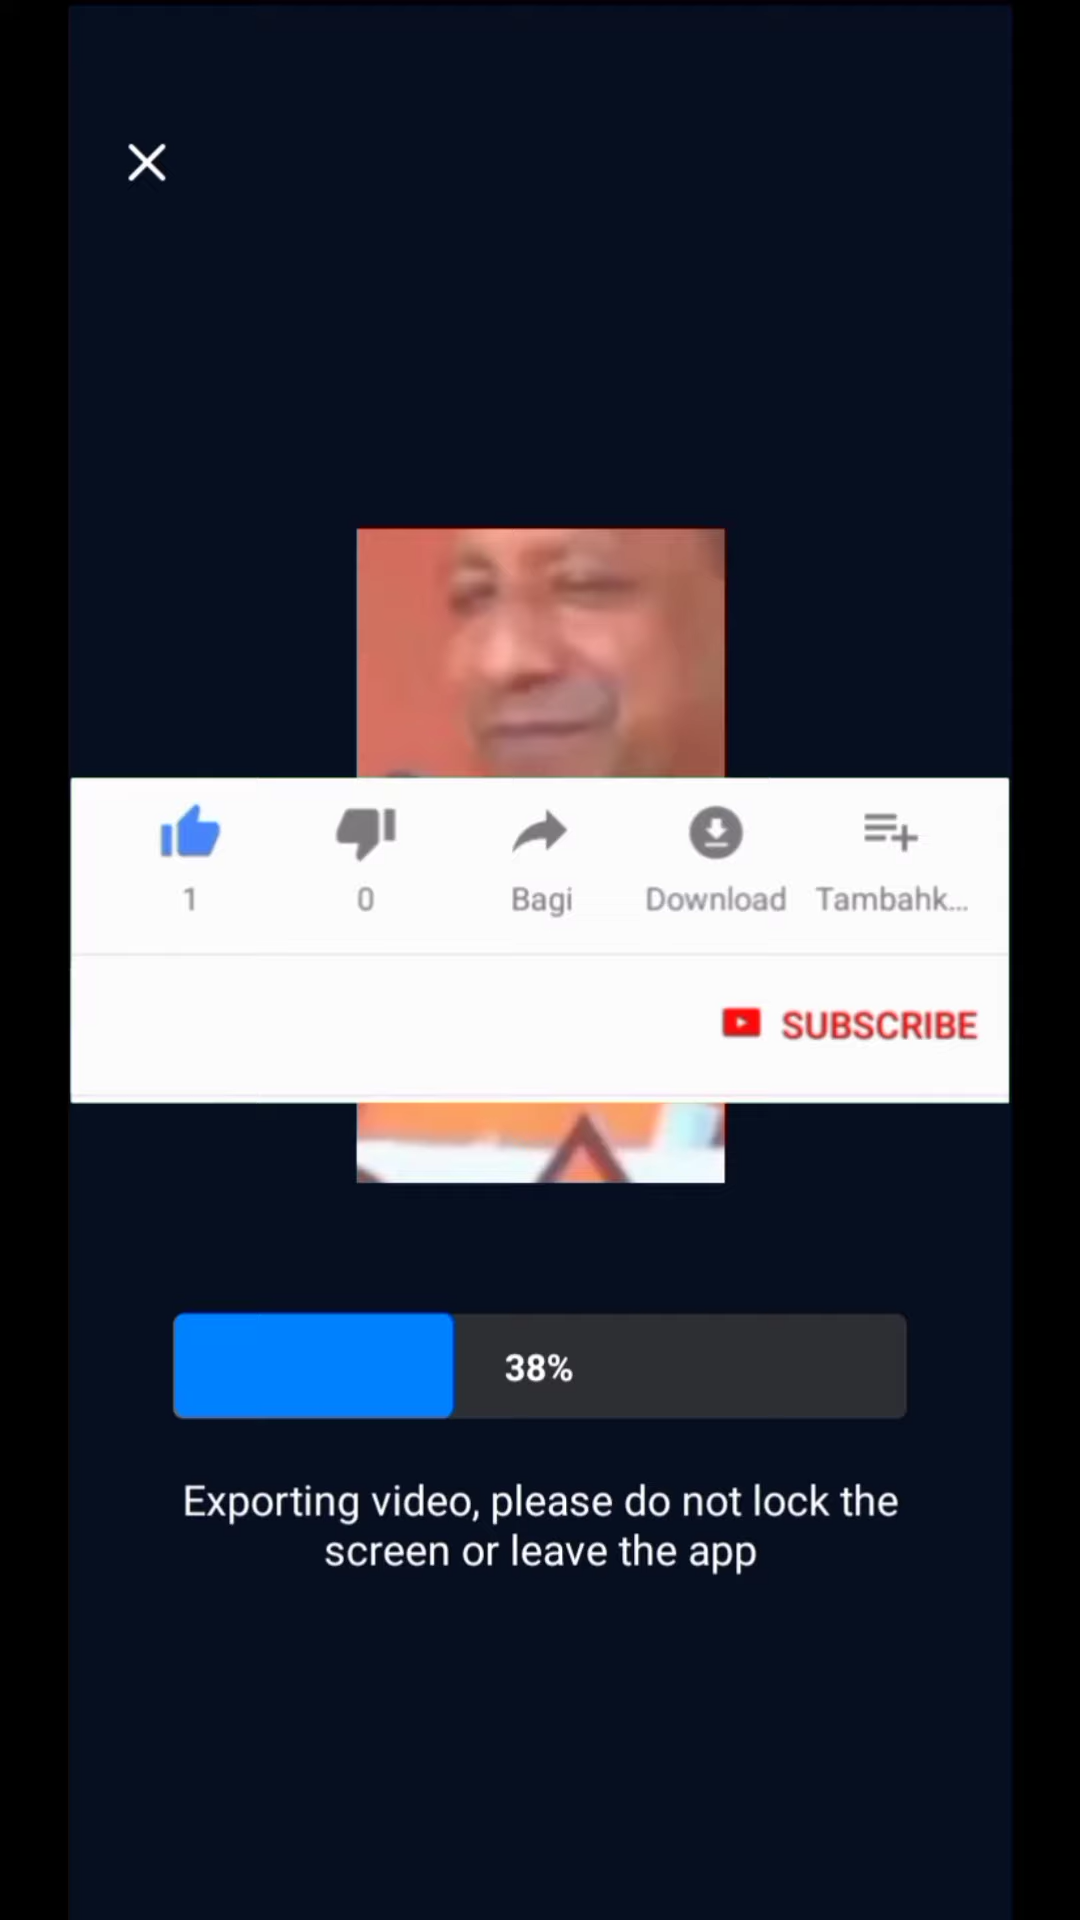 1
0
Bagi
Download
Tambahk...
SUBSCRIBE
38%
Exporting video, please do not lock the
screen or leave the app